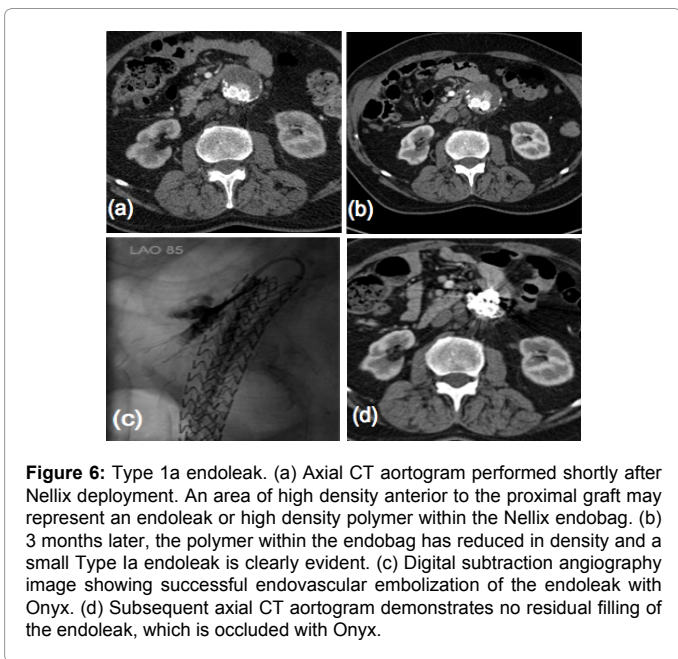 (a)
(b)
LAO 85
(c)
(d)
Figure 6: Type 1a endoleak. (a) Axial CT aortogram performed shortly after
Nellix deployment. An area of high density anterior to the proximal graft may
represent an endoleak or high density polymer within the Nellix endobag. (b)
3 months later, the polymer within the endobag has reduced in density and a
small Type Ia endoleak is clearly evident. (c) Digital subtraction angiography
image showing successful endovascular embolization of the endoleak with
Onyx. (d) Subsequent axial CT aortogram demonstrates no residual filling of
the endoleak, which is occluded with Onyx.